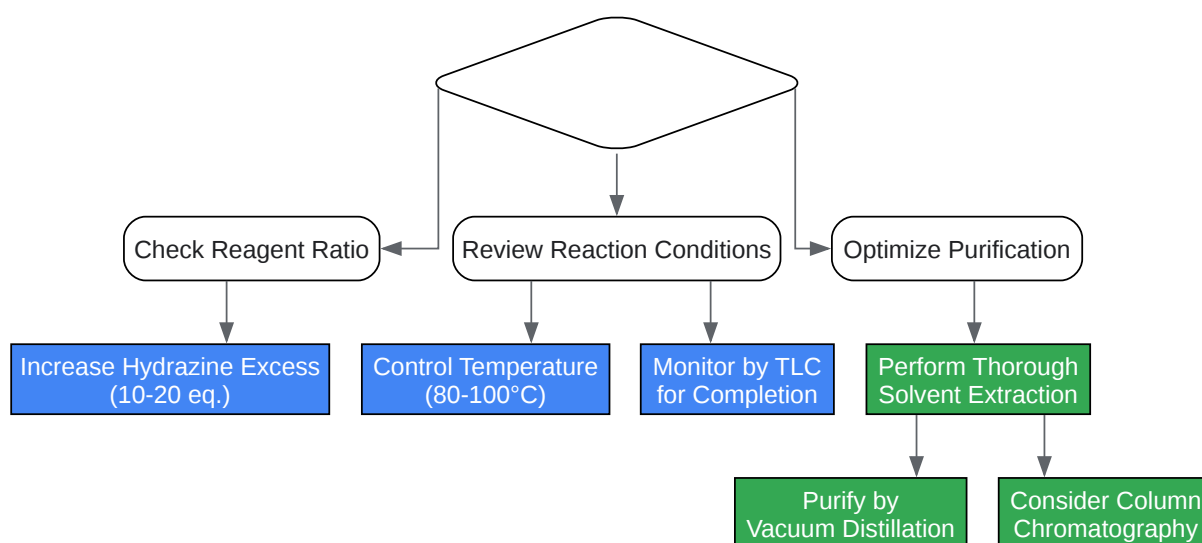 Check Reagent Ratio
Review Reaction Conditions
Optimize Purification
Increase Hydrazine Excess
(10-20 eq.)
Control Temperature
(80-100°C)
Monitor by TLC
for Completion
Perform Thorough
Solvent Extraction
Purify by
Vacuum Distillation
Consider Column
Chromatography